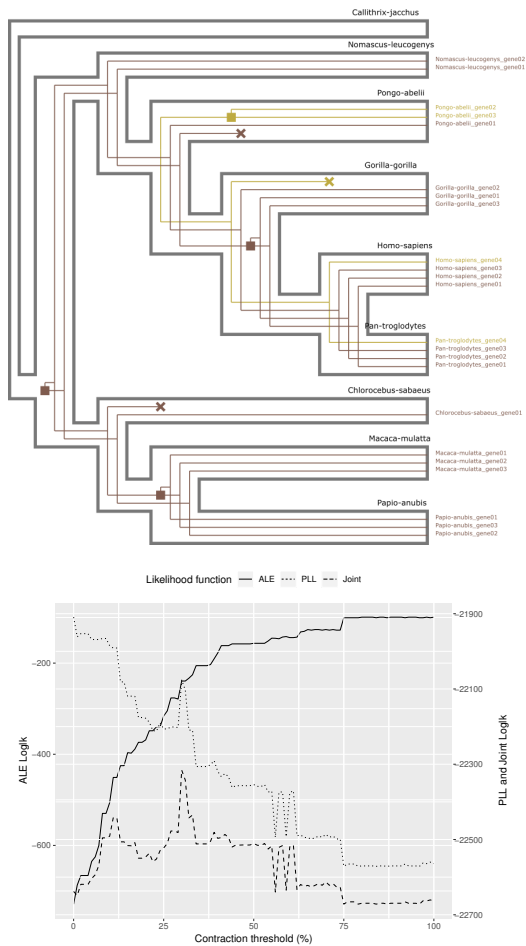 Callithrix-jacchus
Nomascus-leucogenys
Nomascus-leucogenys_gene02
Nomascus-leucogenys_gene01
Pongo-abelii
Pongo-abelii_gene02
Pongo-abelii_gene03
Pongo-abelii_gene01
Gorilla-gorilla
Gorilla-gorilla_gene02
Gorilla-gorilla_gene01
Gorilla-gorilla_gene03
Homo-sapiens
Homo-sapiens_gene04
Homo-sapiens_gene03
Homo-sapiens_gene02
Homo-sapiens_gene01
Pan-troglodytes
Pan-troglodytes_gene04
Pan-troglodytes_gene03
Pan-troglodytes_gene02
Pan-troglodytes_gene01
Chlorocebus-sabaeus
Chlorocebus-sabaeus_gene01
Macaca-mulatta
Macaca-mulatta_gene01
Macaca-mulatta_gene02
Macaca-mulatta_gene03
Papio-anubis
Papio-anubis_gene01
Papio-anubis_gene03
Papio-anubis_gene02
Likelihood function ALE PLL Joint
ALE Loglk
-200
-400
-600
-21900
-22100
-22300
-22500
-22700
PLL and Joint Loglk
0 25 50 75 100
Contraction threshold (%)